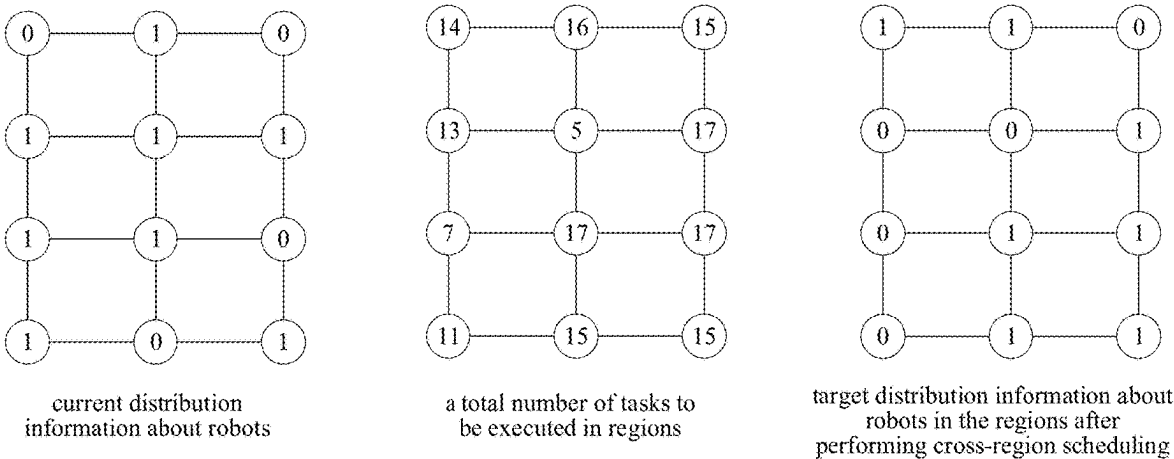 0 1 0
1 1 1
1 1 0
1 0 1
current distribution
information about robots
14 16 15
13 5 17
7 17 17
11 15 15
a total number of tasks to
be executed in regions
1 1 0
0 0 1
0 1 1
0 1 1
target distribution information about
robots in the regions after
performing cross-region scheduling